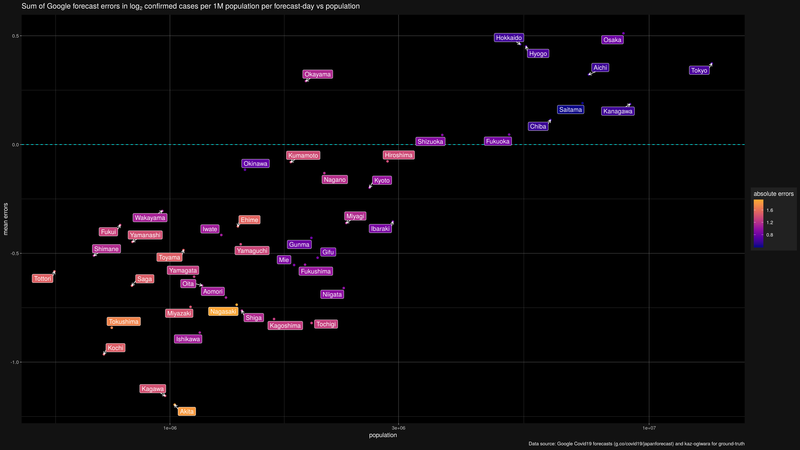 Sum of Google forecast errors in log2 confirmed cases per 1M population per forecast-day vs population
0.5
Hokkaido
Osaka
Hyogo
Aichi
Tokyo
Okayama
Saitama
Kanagawa
Chiba
0.0
Shizuoka
Fukuoka
Kumamoto
Hiroshima
Okinawa
Nagano
Kyoto
absolute errors
1.6
1.2
0.8
mean errors
Wakayama
Miyagi
Ehime
Iwate
Ibaraki
Fukui
Yamanashi
Gunma
Shimane
Yamaguchi
Gifu
-0.5
Toyama
Mie
Yamagata
Fukushima
Tottori
Saga
Oita
Aomori
Niigata
Nagasaki
Miyazaki
Shiga
Tokushima
Kagoshima
Tochigi
Ishikawa
Kochi
-1.0
Kagawa
Akita
1e+06
3e+06
1e+07
population
Data source: Google Covid19 forecasts (g.co/covid19/japanforecast) and kaz-ogiwara for ground-truth